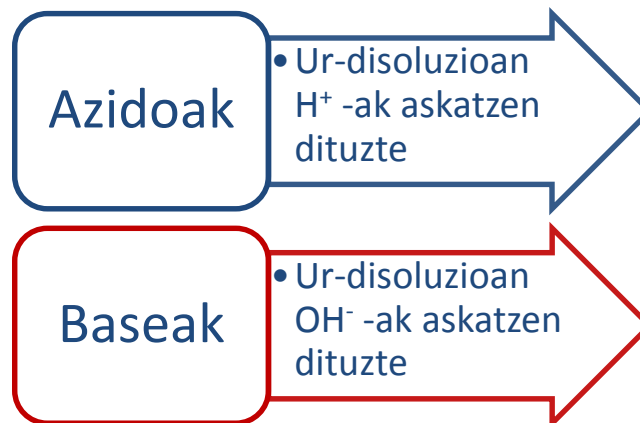 Azidoak
• Ur-disoluzioan
H⁺ -ak askatzen
dituzte
Baseak
• Ur-disoluzioan
OH⁻ -ak askatzen
dituzte